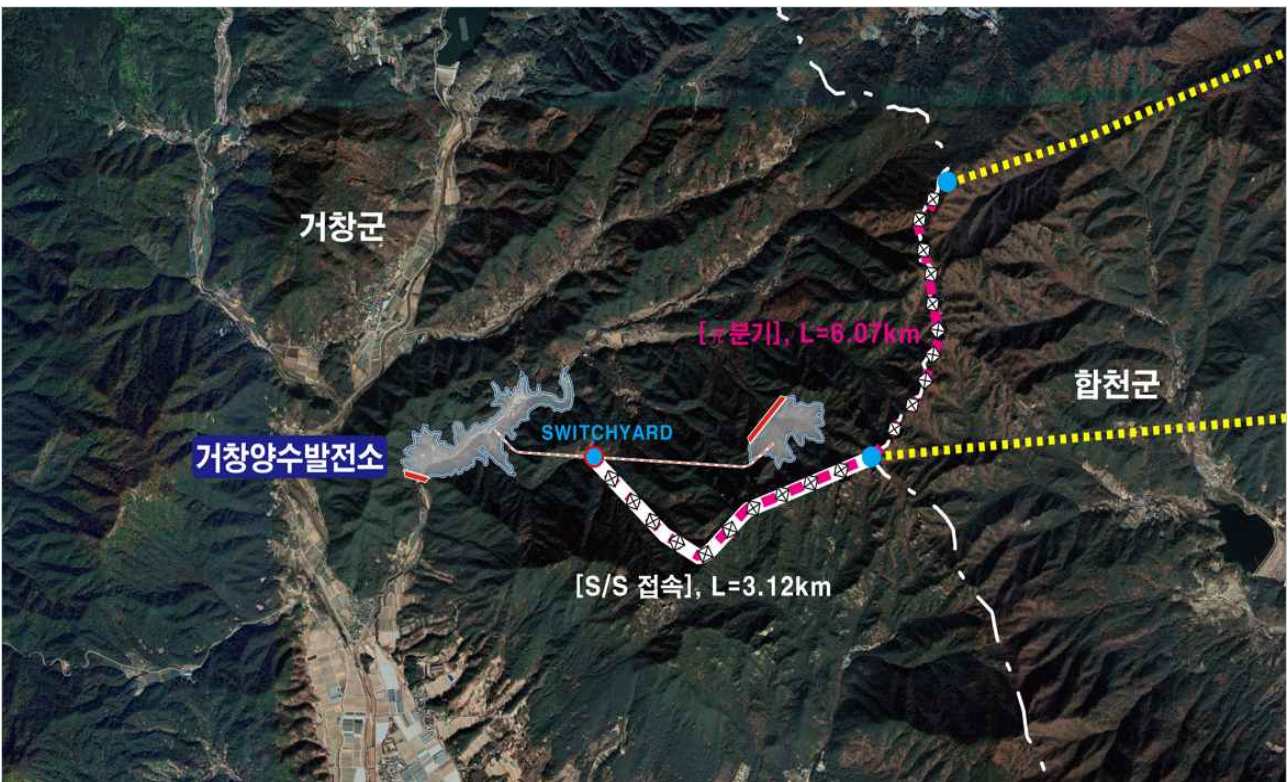 거창군
[π분기], L=6.07km
합천군
SWITCHYARD
거창양수발전소
[S/S 접속], L=3.12km